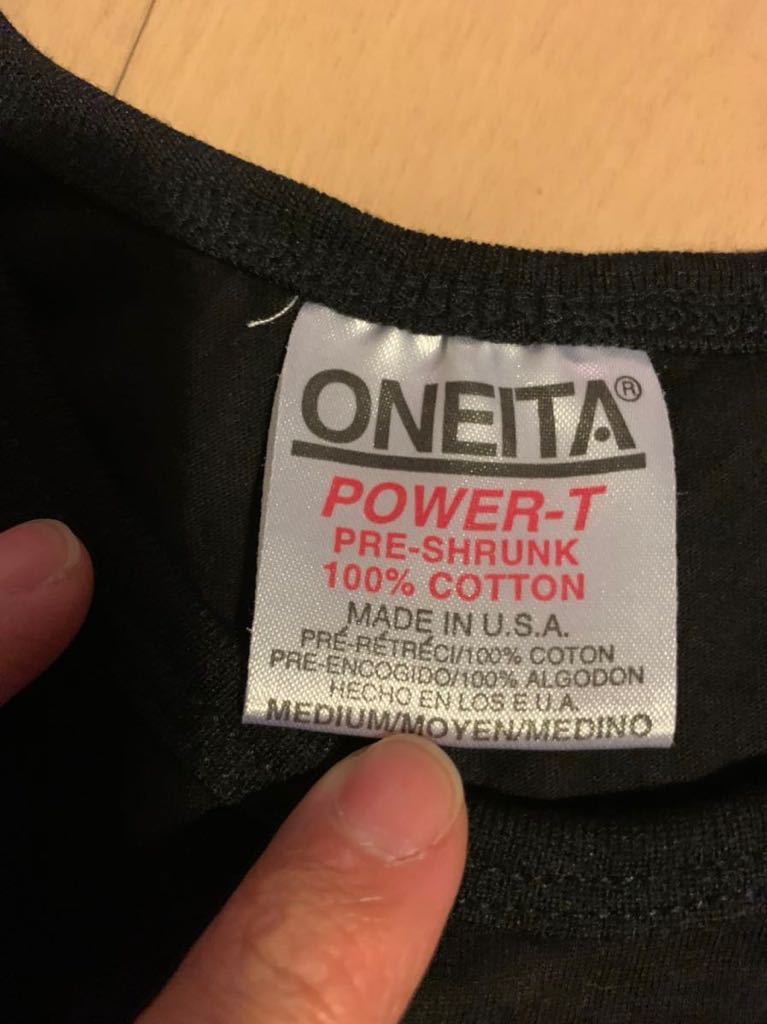 ONEITA®
POWER-T
PRE-SHRUNK
100% COTTON
MADE IN U.S.A.
PRÉ-RÉTRÉCI/100% COTON
PRE-ENCOGIDO/100% ALGODON
HECHO EN LOS E.U.A.
MEDIUM/MOYEN/MEDINO